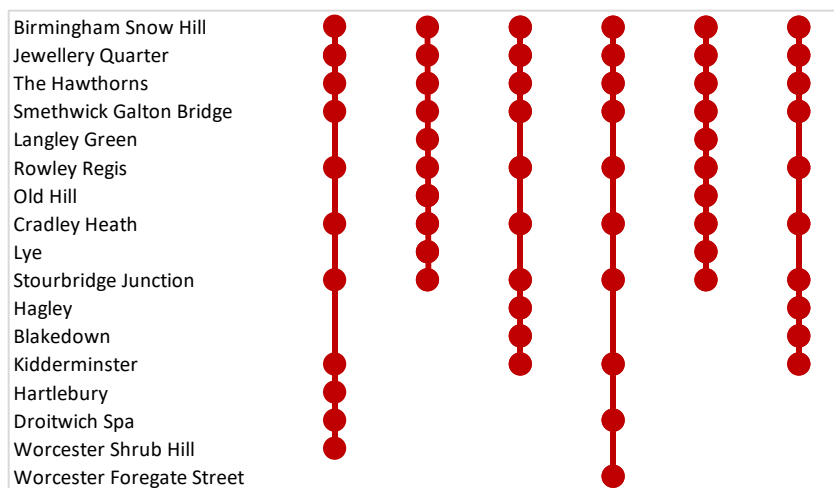 Birmingham Snow Hill
Jewellery Quarter
The Hawthorns
Smethwick Galton Bridge
Langley Green
Rowley Regis
Old Hill
Cradley Heath
Lye
Stourbridge Junction
Hagley
Blakedown
Kidderminster
Hartlebury
Droitwich Spa
Worcester Shrub Hill
Worcester Foregate Street